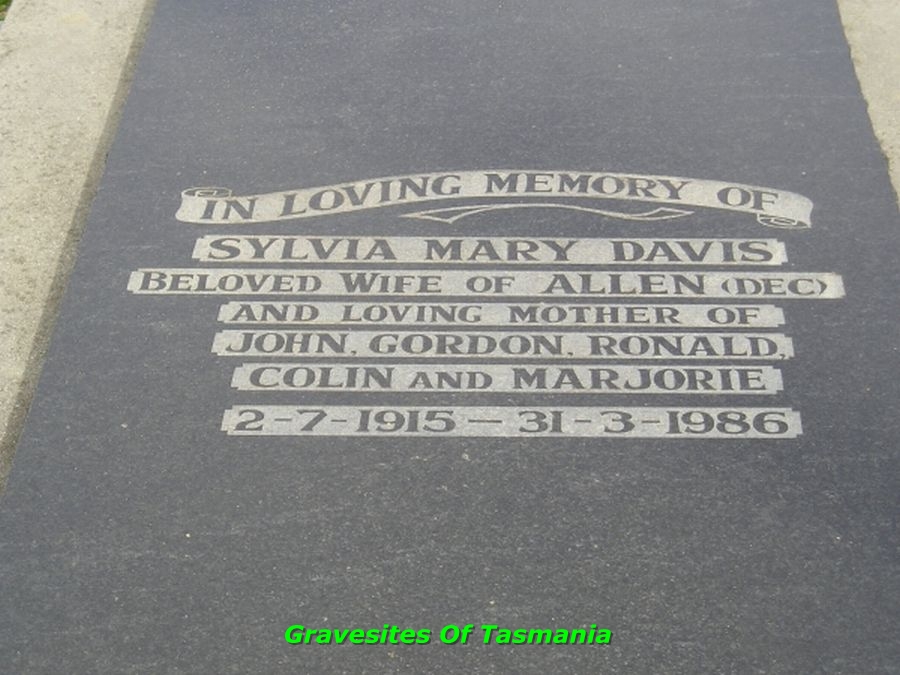 IN LOVING MEMORY OF
SYLVIA MARY DAVIS
BELOVED WIFE OF ALLEN (DEC)
AND LOVING MOTHER OF
JOHN, GORDON, RONALD,
COLIN AND MARJORIE
2-7-1915 — 31-3-1986
Gravesites Of Tasmania